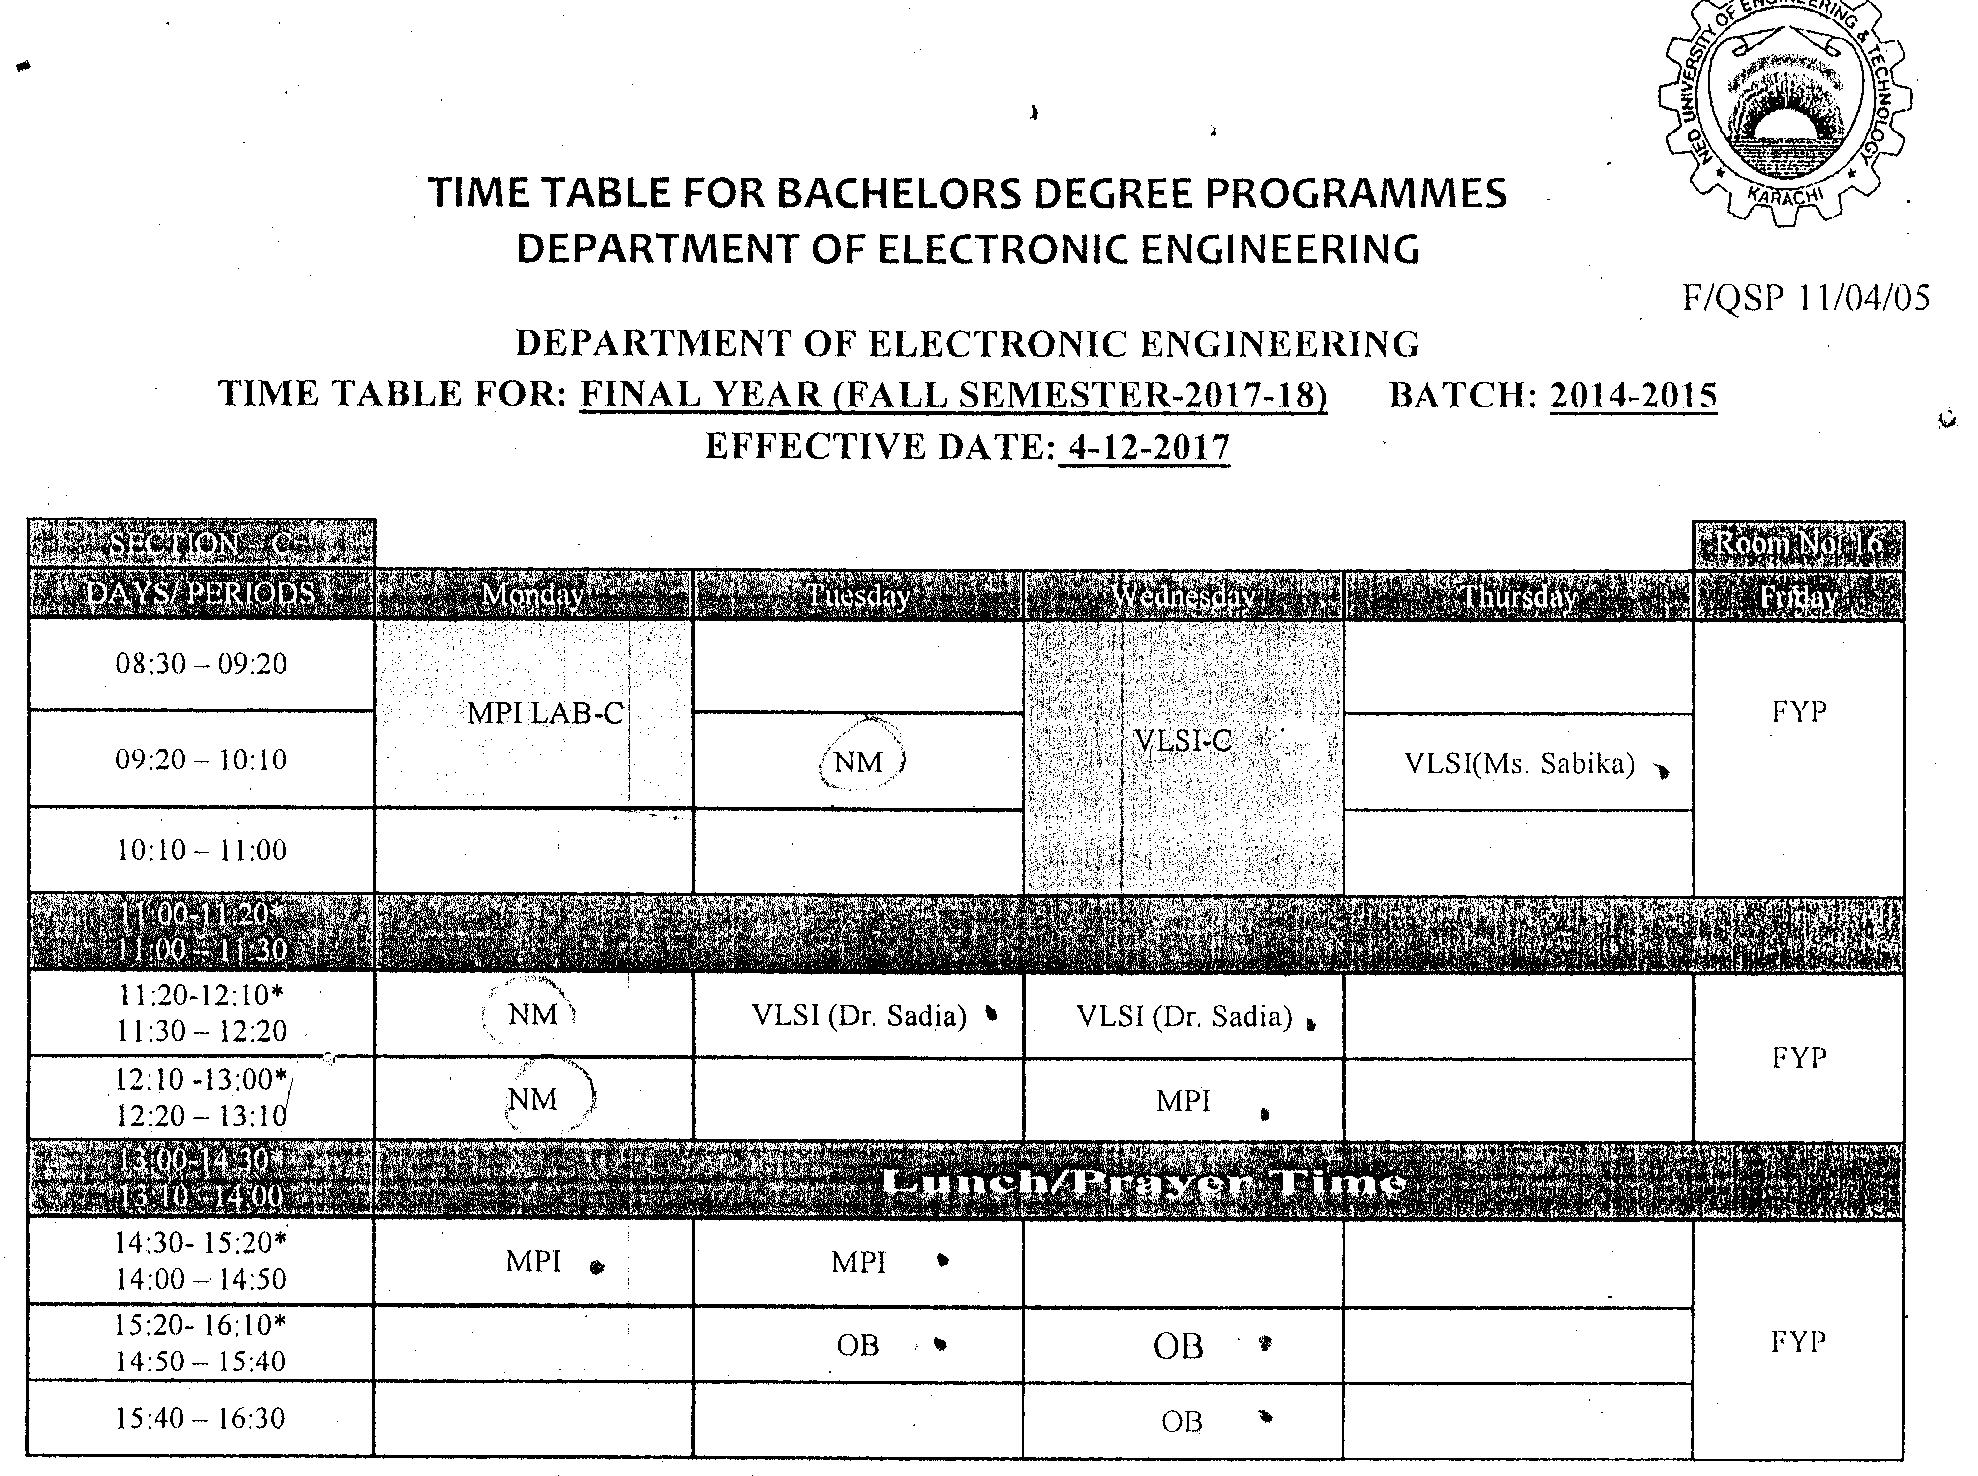 NED UNIVERSITY OF ENGINEERING & TECHNOLOGY
KARACHI
TIME TABLE FOR BACHELORS DEGREE PROGRAMMES
DEPARTMENT OF ELECTRONIC ENGINEERING
F/QSP 11/04/05
DEPARTMENT OF ELECTRONIC ENGINEERING
TIME TABLE FOR: FINAL YEAR (FALL SEMESTER-2017-18) BATCH: 2014-2015
EFFECTIVE DATE: 4-12-2017
SECTION – C Room No: 16
DAYS/ PERIODS Monday Tuesday Wednesday Thursday Friday
08:30 – 09:20
MPI LAB-C VLSI-C FYP
09:20 – 10:10 NM VLSI(Ms. Sabika)
10:10 – 11:00
11:00-11:20*
11:00 – 11:30
11:20-12:10* NM VLSI (Dr. Sadia) VLSI (Dr. Sadia)
11:30 – 12:20
FYP
12:10 -13:00* NM MPI
12:20 – 13:10
13:00-14:30* Lunch/Prayer Time
13:10 - 14:00
14:30- 15:20* MPI MPI
14:00 – 14:50
15:20- 16:10* OB OB FYP
14:50 – 15:40
15:40 – 16:30 OB